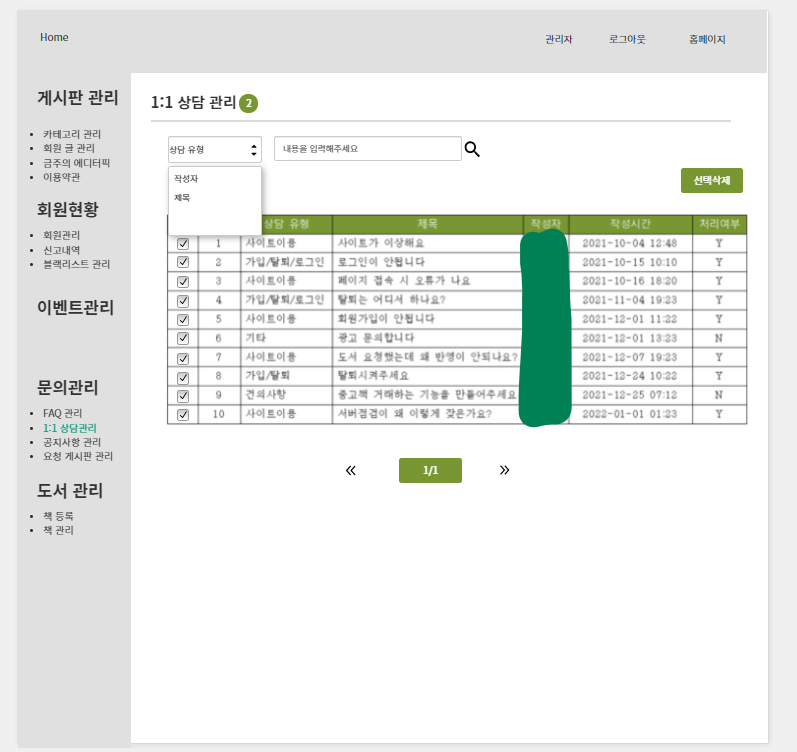 Home 관리자 로그아웃 홈페이지
게시판 관리
카테고리 관리
회원 글 관리
금주의 에디터픽
이용약관
회원현황
회원관리
신고내역
블랙리스트 관리
이벤트관리
문의관리
FAQ 관리
1:1 상담관리
공지사항 관리
요청 게시판 관리
도서 관리
책 등록
책 관리
1:1 상담 관리 2
상담 유형 내용을 입력해주세요
작성자
제목
선택삭제
상담 유형 제목 작성자 작성시간 처리여부
1 사이트이용 사이트가 이상해요 2021-10-04 12:48 Y
2 가입/탈퇴/로그인 로그인이 안됩니다 2021-10-15 10:10 Y
3 사이트이용 페이지 접속 시 오류가 나요 2021-10-16 18:20 Y
4 가입/탈퇴/로그인 탈퇴는 어디서 하나요? 2021-11-04 19:23 Y
5 사이트이용 회원가입이 안됩니다 2021-12-01 11:22 Y
6 기타 광고 문의합니다 2021-12-01 13:23 N
7 사이트이용 도서 요청했는데 왜 반영이 안되나요? 2021-12-07 19:23 Y
8 가입/탈퇴 탈퇴시켜주세요 2021-12-24 10:22 Y
9 건의사항 중고책 거래하는 기능을 만들어주세요 2021-12-25 07:12 N
10 사이트이용 서버점검이 왜 이렇게 잦은가요? 2022-01-01 01:23 Y
« 1/1 »